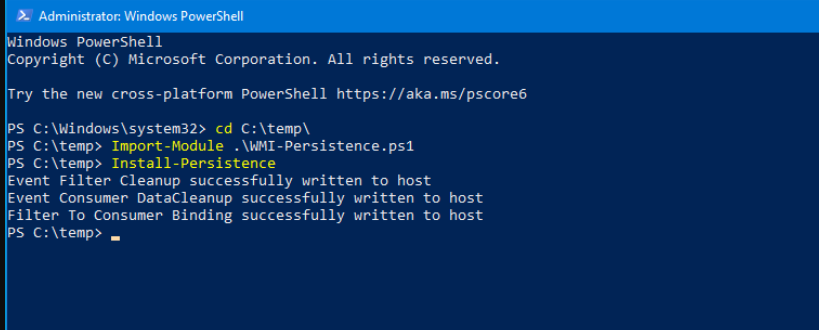 Administrator: Windows PowerShell
Windows PowerShell
Copyright (C) Microsoft Corporation. All rights reserved.
Try the new cross-platform PowerShell https://aka.ms/pscore6
PS C:\Windows\system32> cd C:\temp\
PS C:\temp> Import-Module .\WMI-Persistence.ps1
PS C:\temp> Install-Persistence
Event Filter Cleanup successfully written to host
Event Consumer DataCleanup successfully written to host
Filter To Consumer Binding successfully written to host
PS C:\temp>